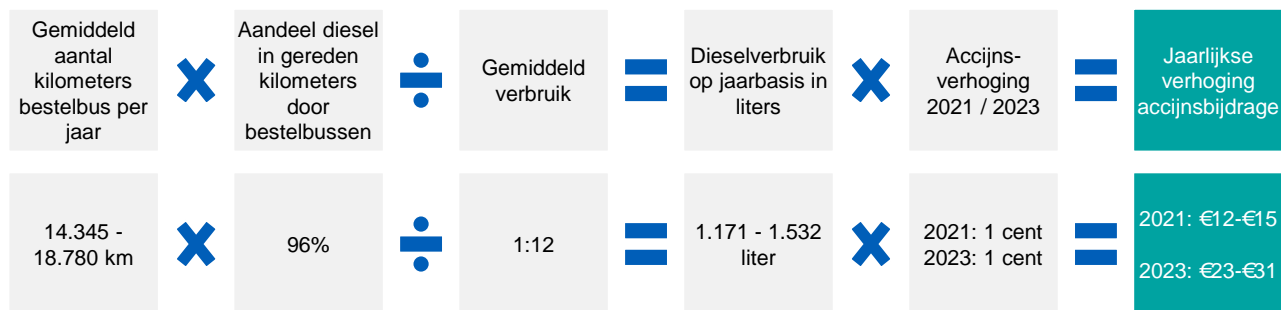 Gemiddeld
aantal
kilometers
bestelbus per
jaar
Aandeel diesel
in gereden
kilometers
door
bestelbussen
Gemiddeld
verbruik
Dieselverbruik
op jaarbasis in
liters
Accijns-
verhoging
2021 / 2023
Jaarlijkse
verhoging
accijnsbijdrage
14.345 -
18.780 km
96%
1:12
1.171 - 1.532
liter
2021: 1 cent
2023: 1 cent
2021: €12-€15
2023: €23-€31